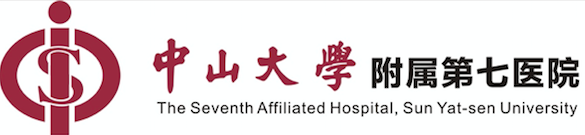 中山大學 附属第七医院
The Seventh Affiliated Hospital, Sun Yat-sen University